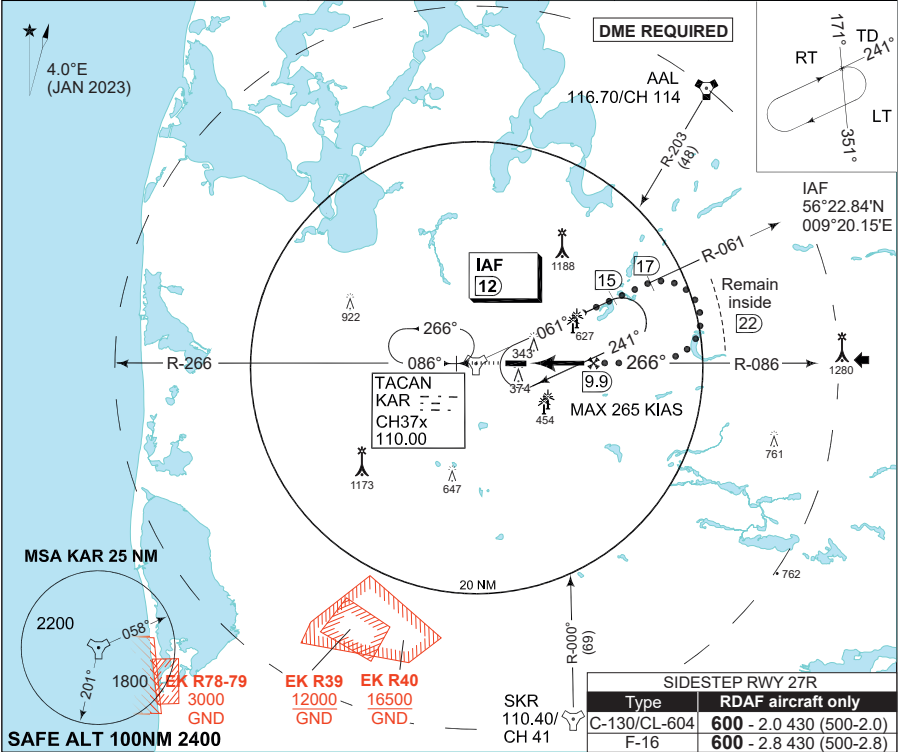 4.0°E
(JAN 2023)
DME REQUIRED
AAL
116.70/CH 114
R-203
(48)
171°
TD
241°
RT
LT
351°
IAF
56°22.84'N
009°20.15'E
R-061
IAF
12
1188
15
17
Remain
inside
22
922
266°
061°
627
241°
343
R-266
086°
266°
R-086
1280
374
9.9
TACAN
KAR
CH37x
110.00
454
MAX 265 KIAS
1173
647
761
762
20 NM
MSA KAR 25 NM
2200
058°
201°
1800
EK R78-79
3000
GND
EK R39
12000
GND
EK R40
16500
GND
R-000°
(69)
SKR
110.40/
CH 41
SAFE ALT 100NM 2400
SIDESTEP RWY 27R
Type RDAF aircraft only
C-130/CL-604 600 - 2.0 430 (500-2.0)
F-16 600 - 2.8 430 (500-2.8)